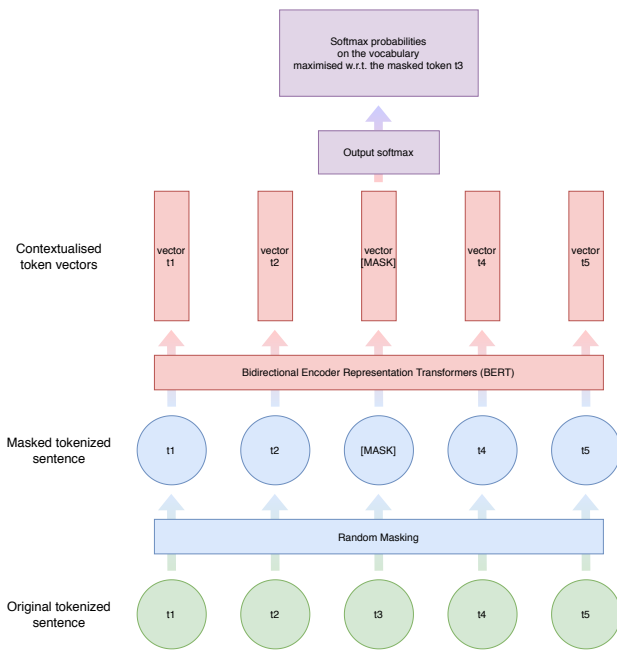 Softmax probabilities
on the vocabulary
maximised w.r.t. the masked token t3
Output softmax
Contextualised
token vectors
vector
t1
vector
t2
vector
[MASK]
vector
t4
vector
t5
Bidirectional Encoder Representation Transformers (BERT)
Masked tokenized
sentence
t1
t2
[MASK]
t4
t5
Random Masking
Original tokenized
sentence
t1
t2
t3
t4
t5